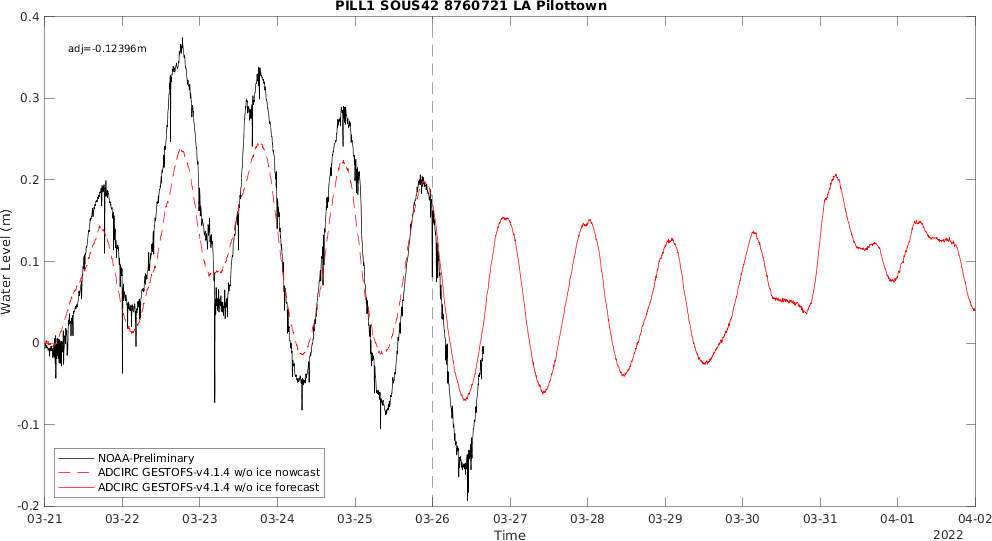 PILL1 SOUS42 8760721 LA Pilottown
adj=-0.12396m
0.4
0.3
0.2
0.1
0
-0.1
-0.2
Water Level (m)
NOAA-Preliminary
ADCIRC GESTOFS-v4.1.4 w/o ice nowcast
ADCIRC GESTOFS-v4.1.4 w/o ice forecast
03-21 03-22 03-23 03-24 03-25 03-26 03-27 03-28 03-29 03-30 03-31 04-01 04-02
Time
2022